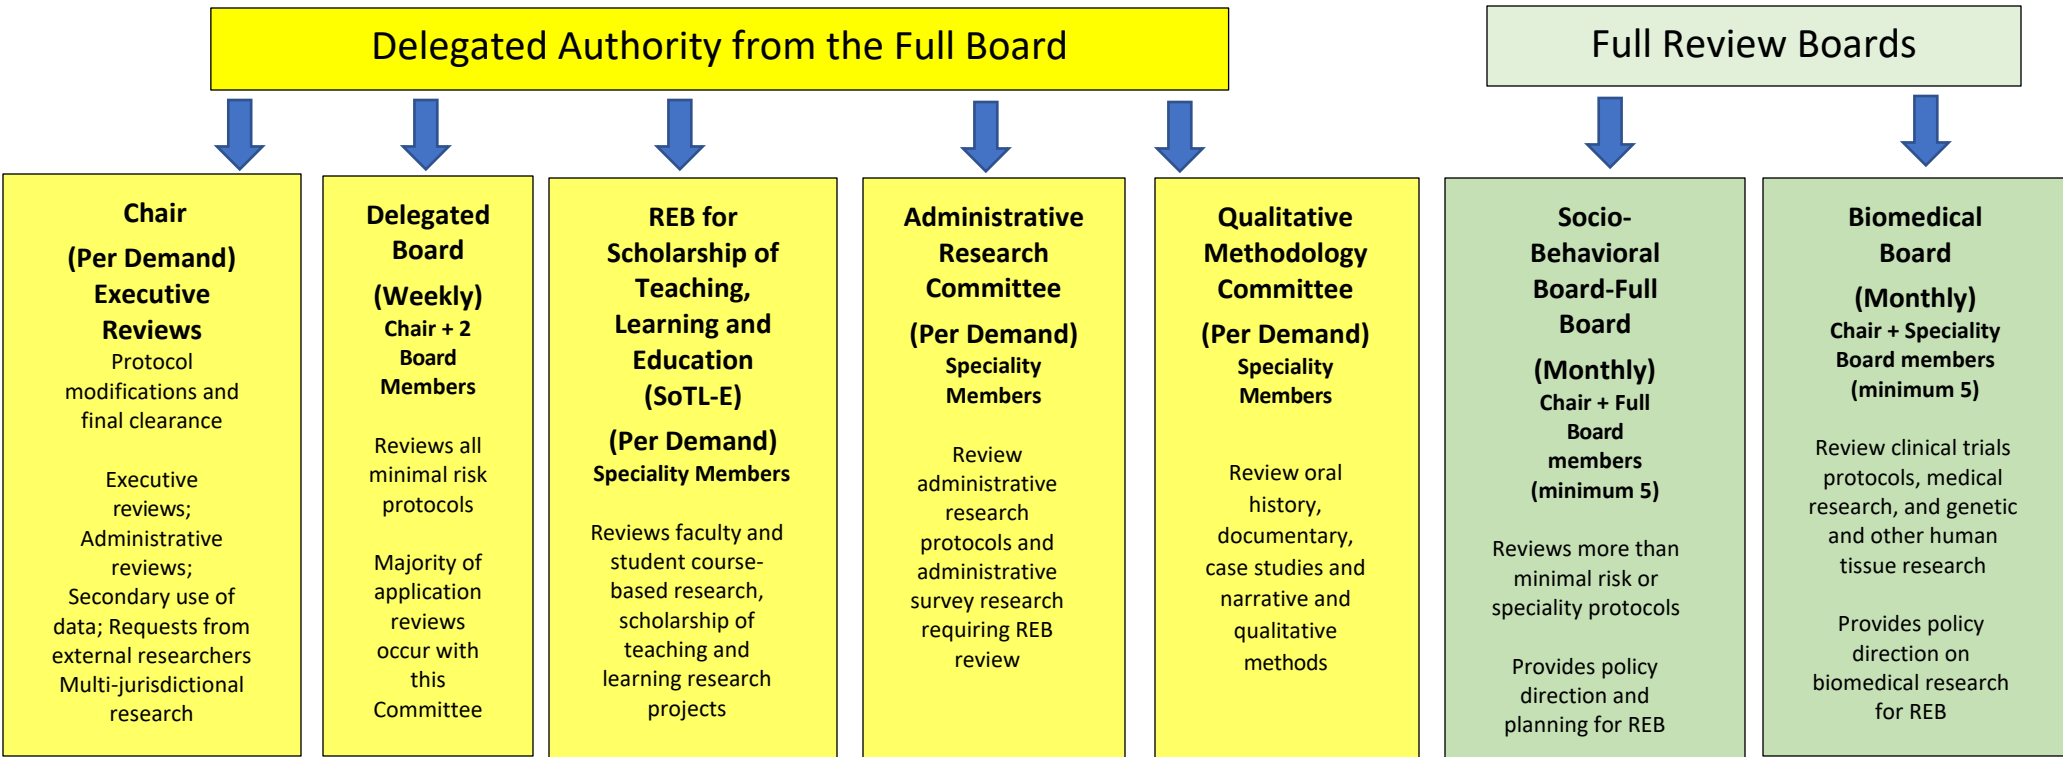 Delegated Authority from the Full Board
Full Review Boards
Chair
(Per Demand)
Executive
Reviews
Protocol
modifications and
final clearance
Executive
reviews;
Administrative
reviews;
Secondary use of
data; Requests from
external researchers
Multi-jurisdictional
research
Delegated
Board
(Weekly)
Chair + 2
Board
Members
Reviews all
minimal risk
protocols
Majority of
application
reviews
occur with
this
Committee
REB for
Scholarship of
Teaching,
Learning and
Education
(SoTL-E)
(Per Demand)
Speciality Members
Reviews faculty and
student course-
based research,
scholarship of
teaching and
learning research
projects
Administrative
Research
Committee
(Per Demand)
Speciality
Members
Review
administrative
research
protocols and
administrative
survey research
requiring REB
review
Qualitative
Methodology
Committee
(Per Demand)
Speciality
Members
Review oral
history,
documentary,
case studies and
narrative and
qualitative
methods
Socio-
Behavioral
Board-Full
Board
(Monthly)
Chair + Full
Board
members
(minimum 5)
Reviews more than
minimal risk or
speciality protocols
Provides policy
direction and
planning for REB
Biomedical
Board
(Monthly)
Chair + Speciality
Board members
(minimum 5)
Review clinical trials
protocols, medical
research, and genetic
and other human
tissue research
Provides policy
direction on
biomedical research
for REB